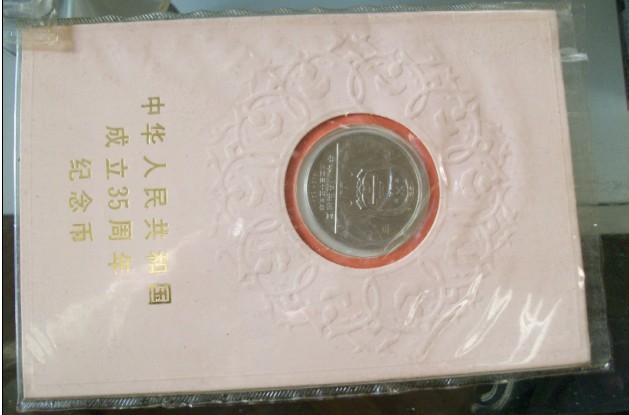 中华人民共和国
成立35周年
纪念币